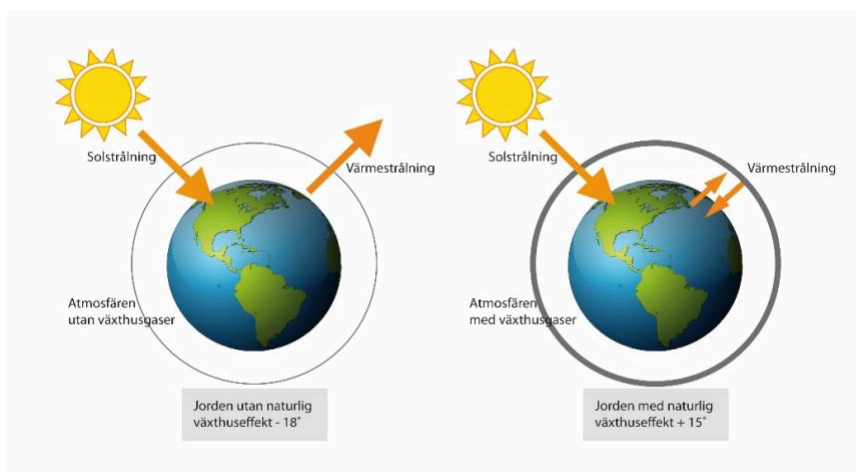 Solstrålning
Värmestrålning
Atmosfären
utan växthusgaser
Jorden utan naturlig
växthuseffekt - 18˚
Solstrålning
Värmestrålning
Atmosfären
med växthusgaser
Jorden med naturlig
växthuseffekt + 15˚